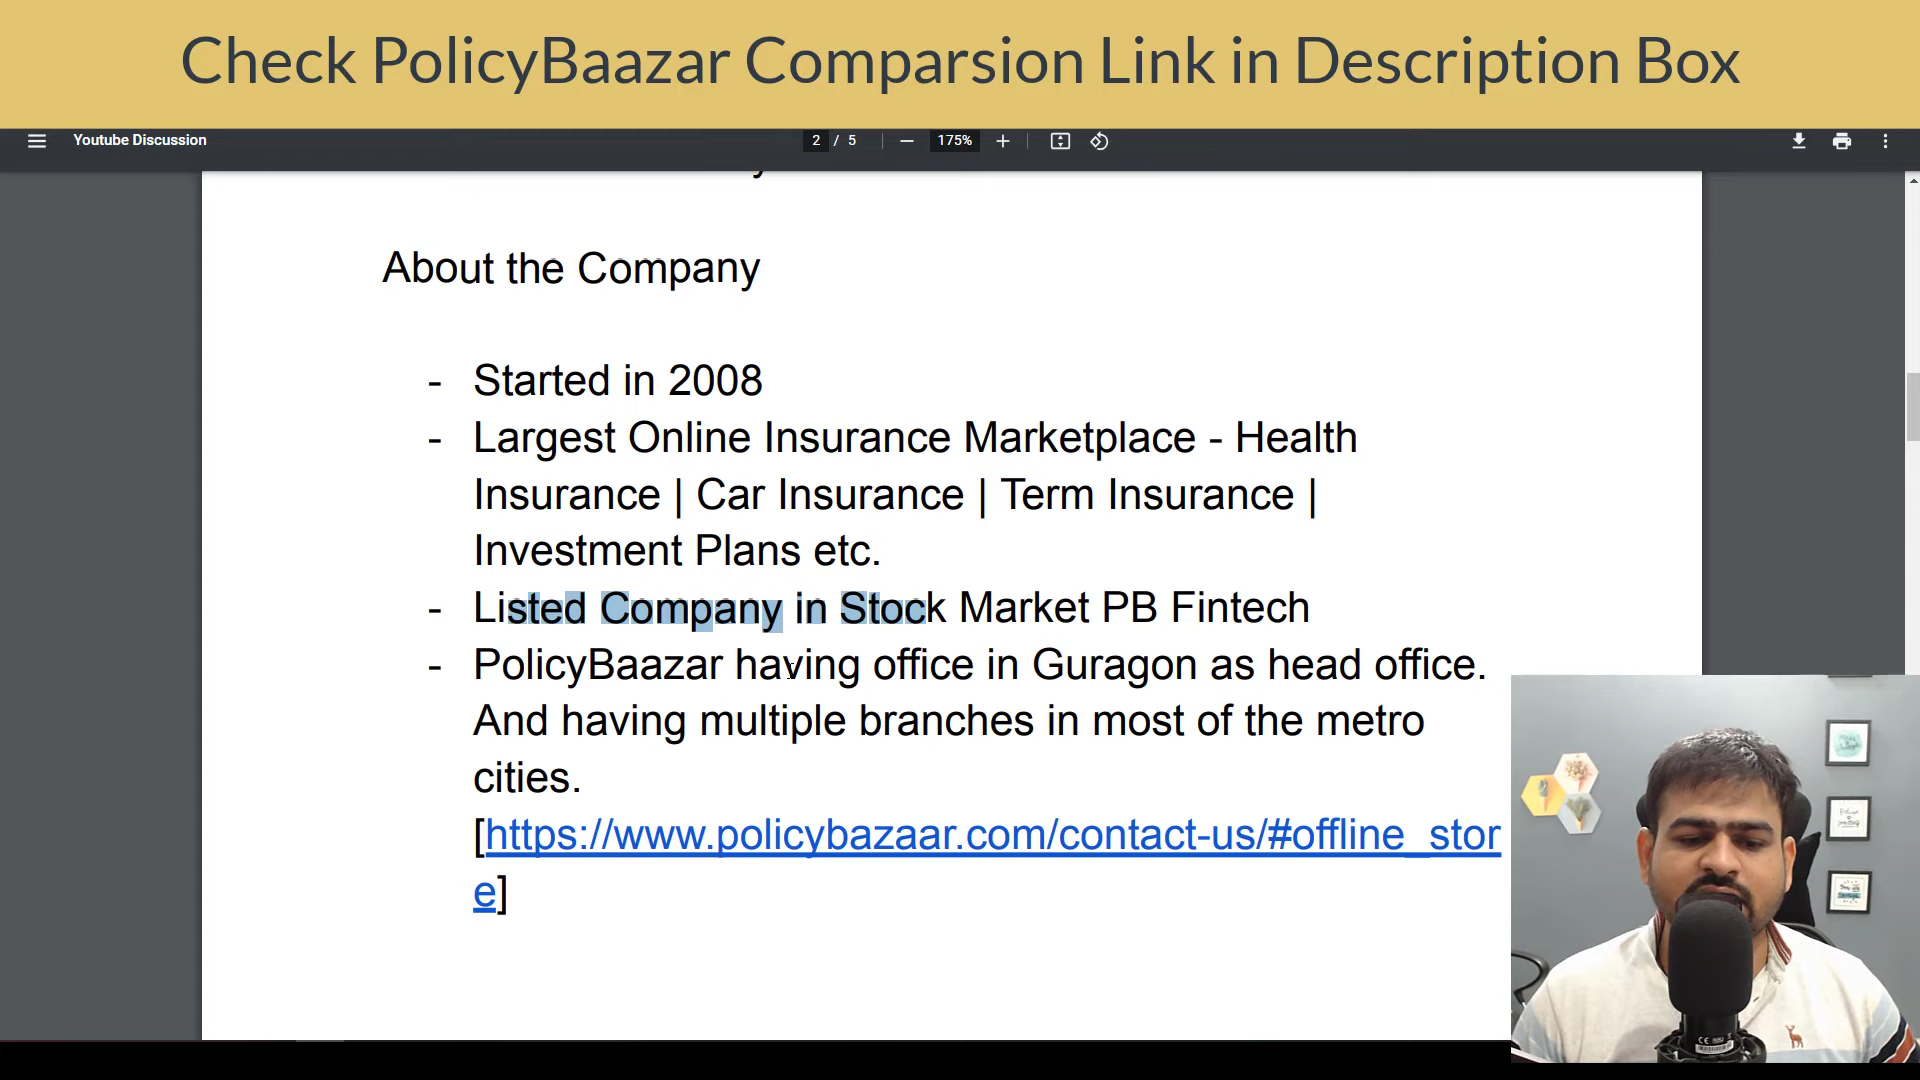 Check PolicyBaazar Comparsion Link in Description Box
Youtube Discussion
2 / 5
175%
About the Company
- Started in 2008
- Largest Online Insurance Marketplace - Health
Insurance | Car Insurance | Term Insurance |
Investment Plans etc.
- Listed Company in Stock Market PB Fintech
- PolicyBaazar having office in Guragon as head office.
And having multiple branches in most of the metro
cities.
[https://www.policybazaar.com/contact-us/#offline_stor
e]